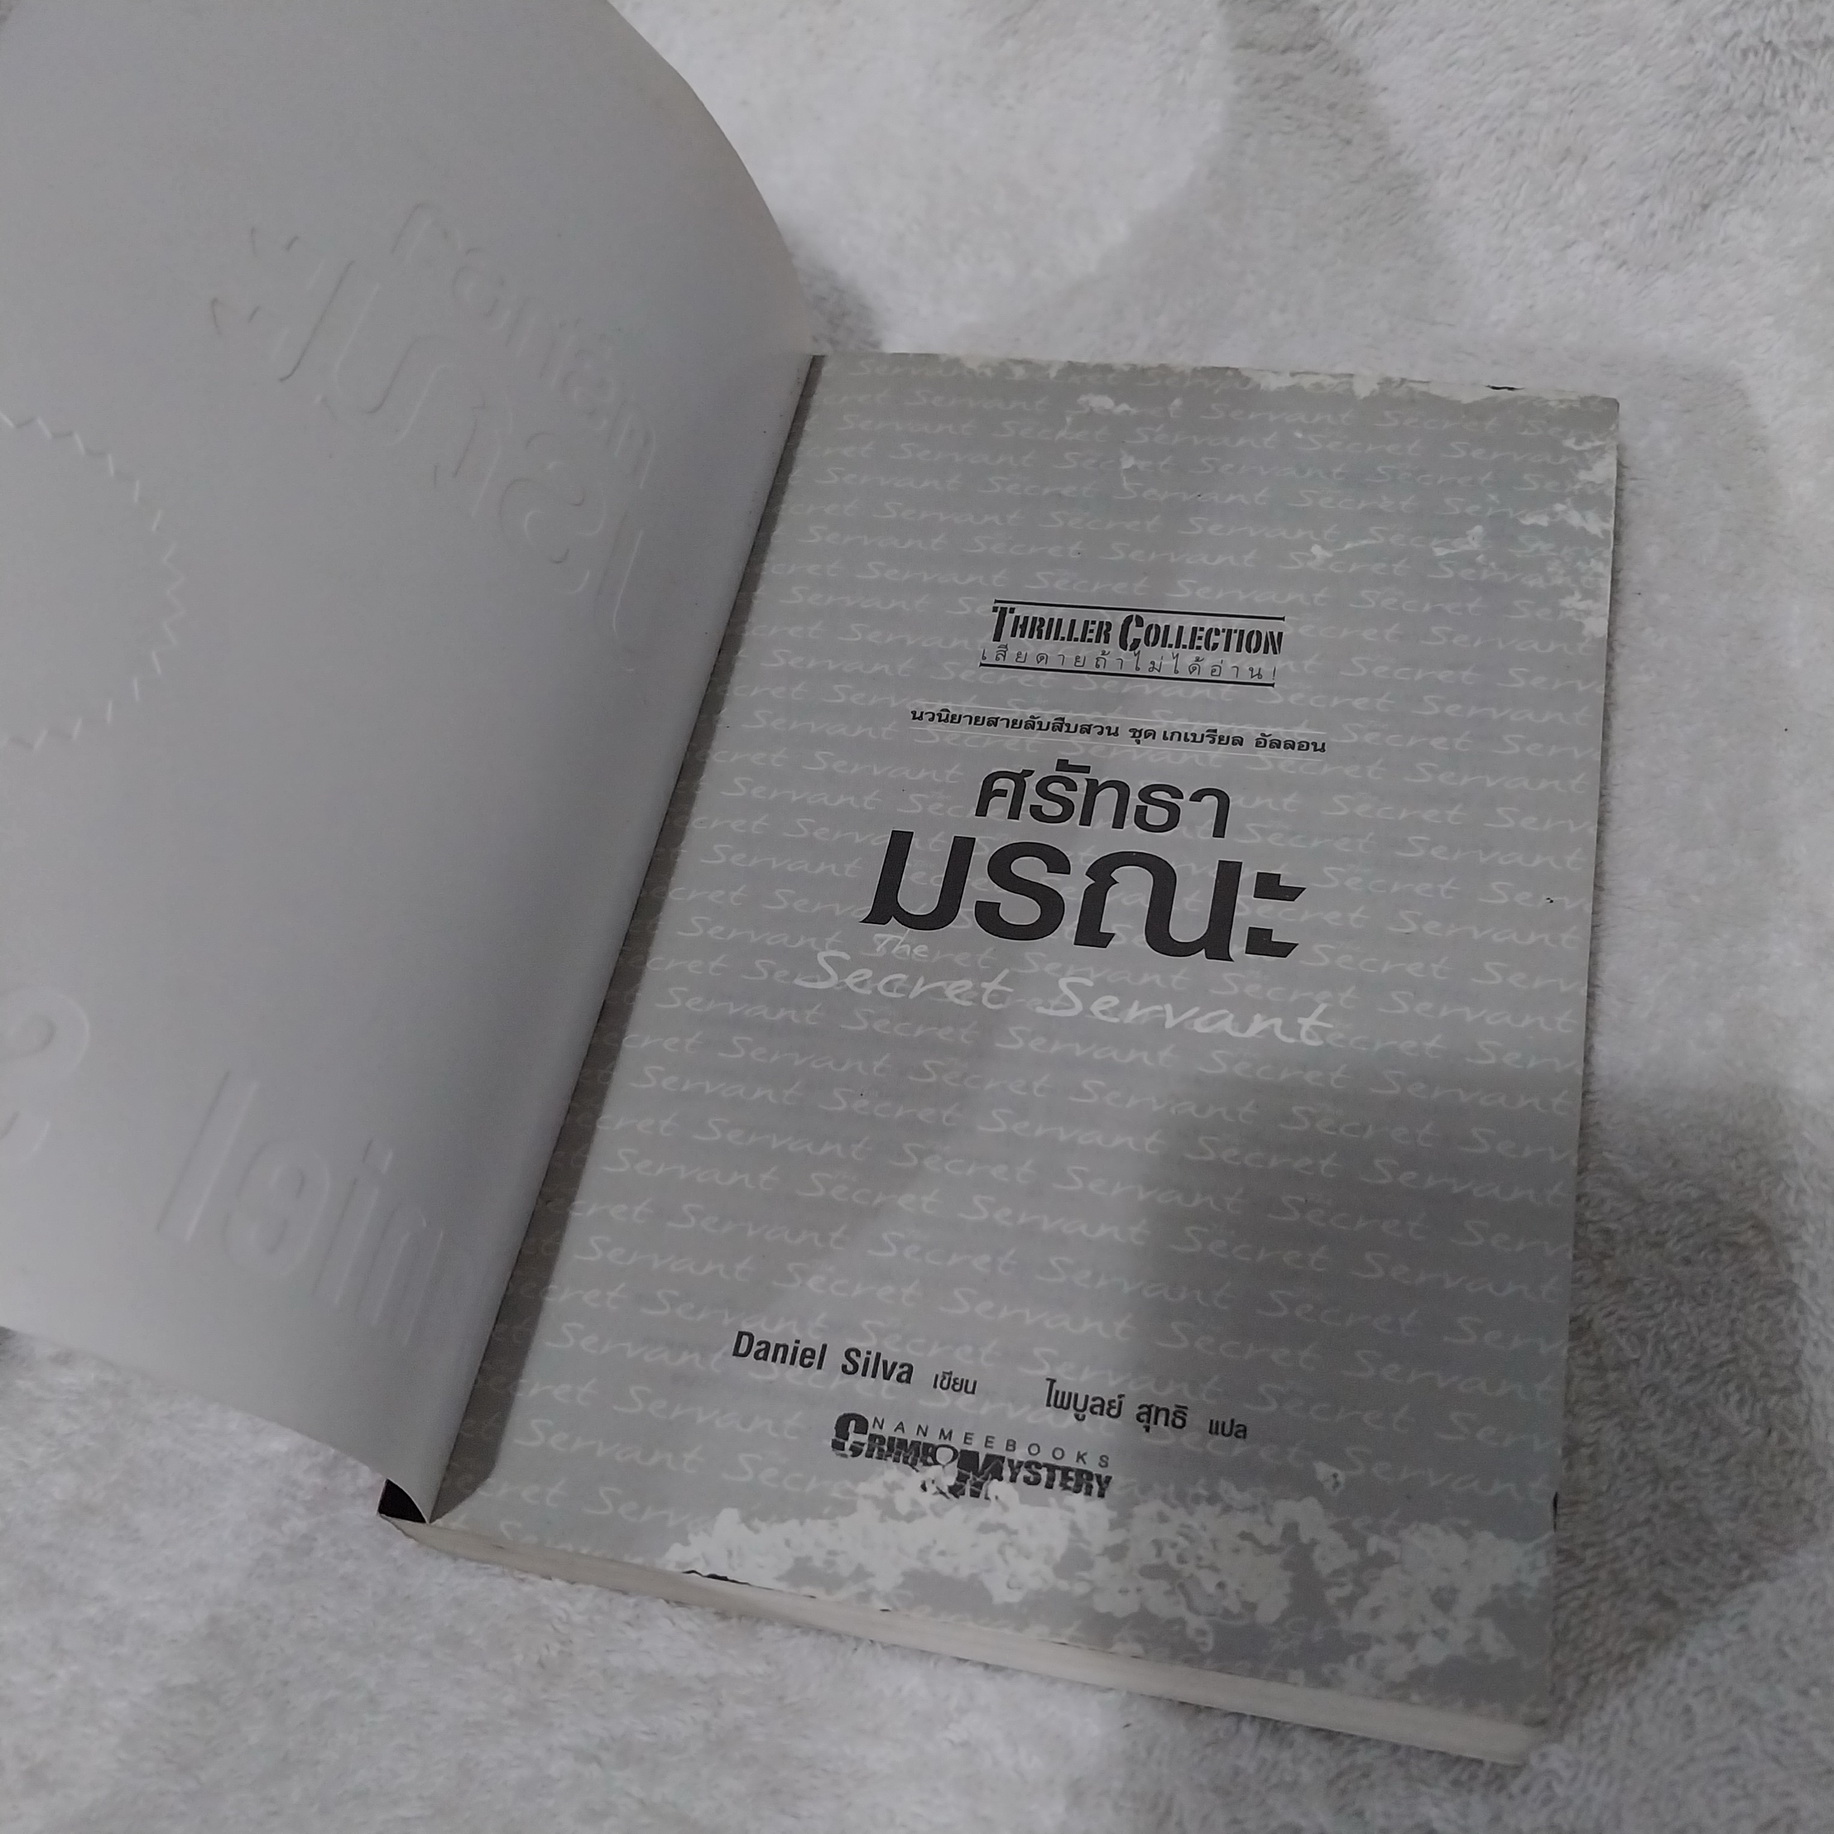 THRILLER COLLECTION
เสียดายถ้าไม่ได้อ่าน!
นวนิยายสายลับสืบสวน ชุด เกเบรียล อัลลอน
ศรัทธา
มรณะ
The
Secret Servant
Daniel Silva เขียน ไพบูลย์ สุทธิ แปล
NANMEEBOOKS
CRIME & MYSTERY